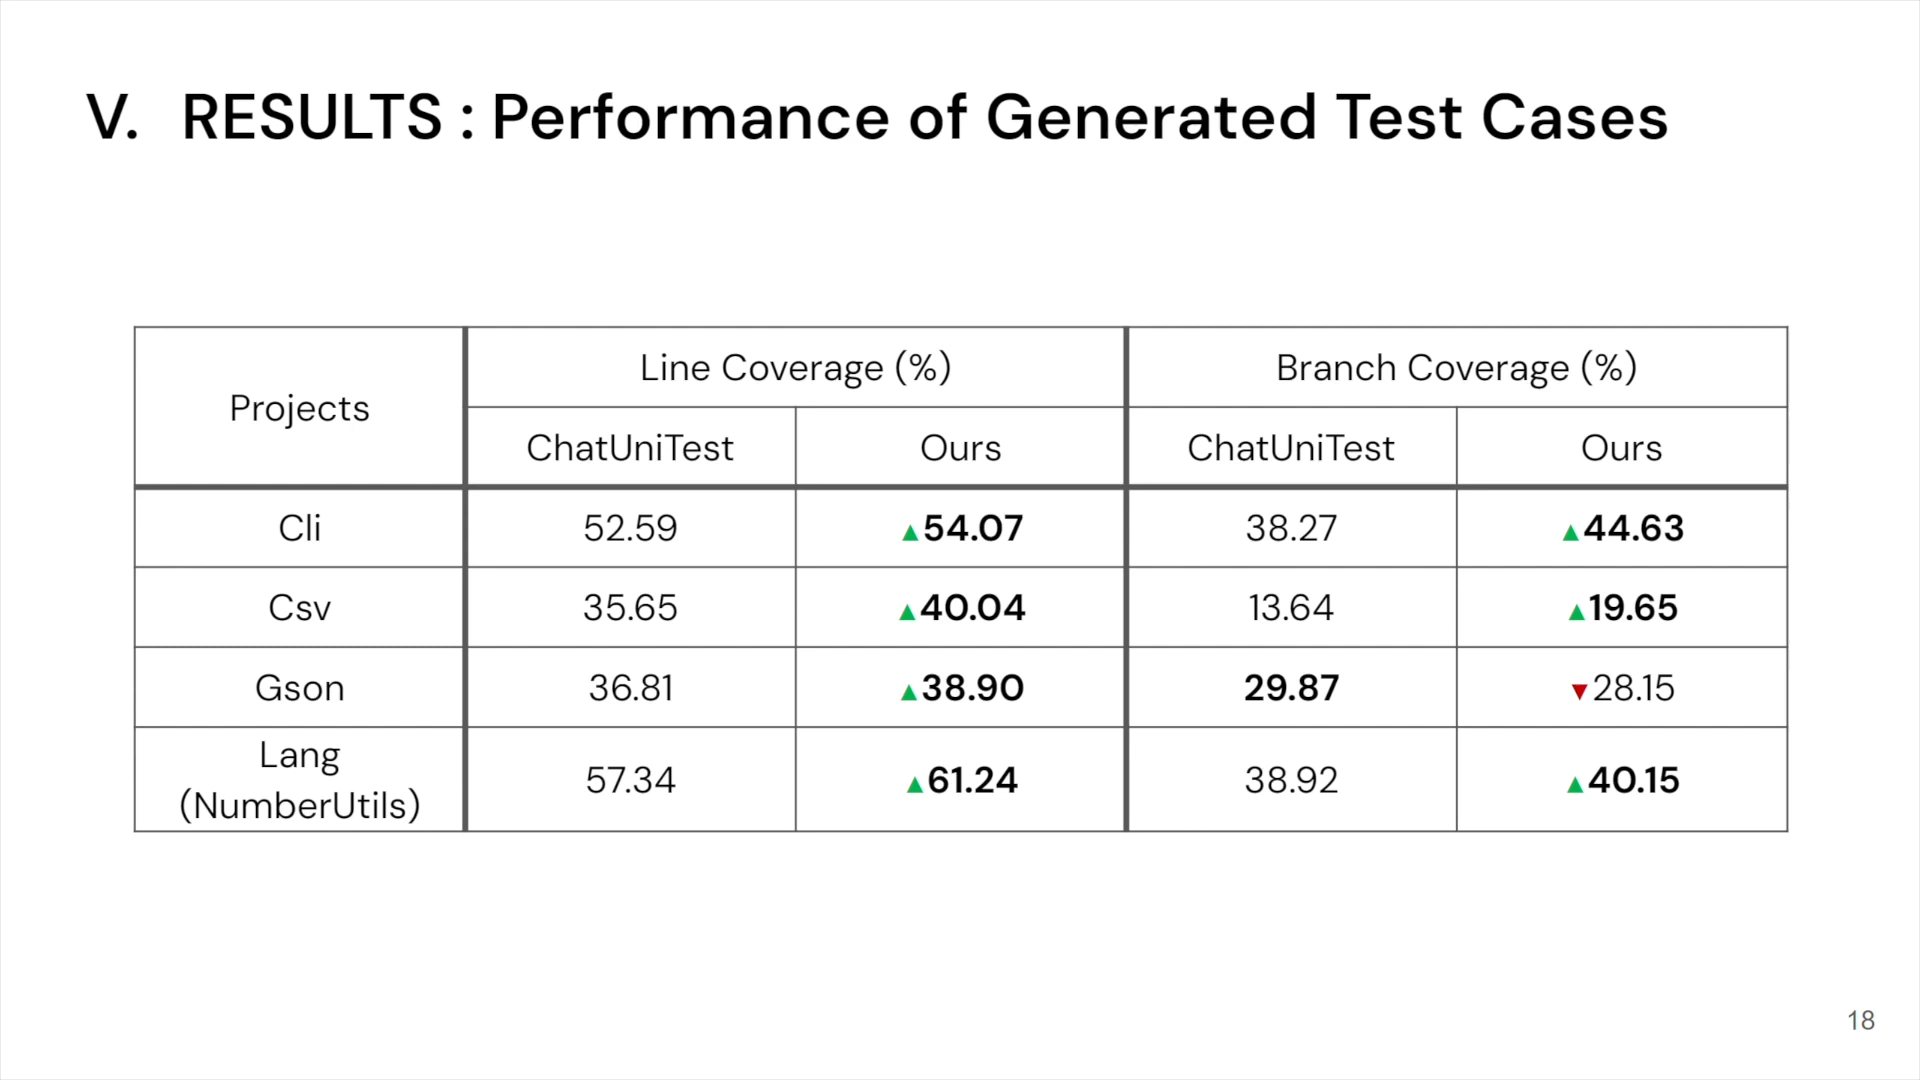 V. RESULTS : Performance of Generated Test Cases
Projects
Line Coverage (%)
Branch Coverage (%)
ChatUniTest
Ours
ChatUniTest
Ours
Cli
52.59
▲54.07
38.27
▲44.63
Csv
35.65
▲40.04
13.64
▲19.65
Gson
36.81
▲38.90
29.87
▼28.15
Lang
(NumberUtils)
57.34
▲61.24
38.92
▲40.15
18